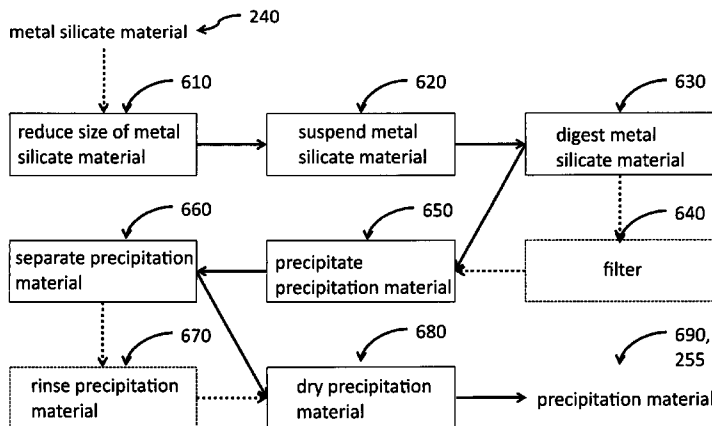 metal silicate material
240
610
620
630
reduce size of metal
silicate material
suspend metal
silicate material
digest metal
silicate material
660
650
640
separate precipitation
material
precipitate
precipitation material
filter
670
680
690,
255
rinse precipitation
material
dry precipitation
material
precipitation material